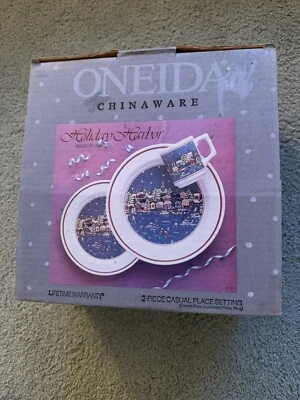 ONEIDA
CHINAWARE
Holiday Harbor
LIFETIME WARRANTY
3-PIECE CASUAL PLACE SETTING